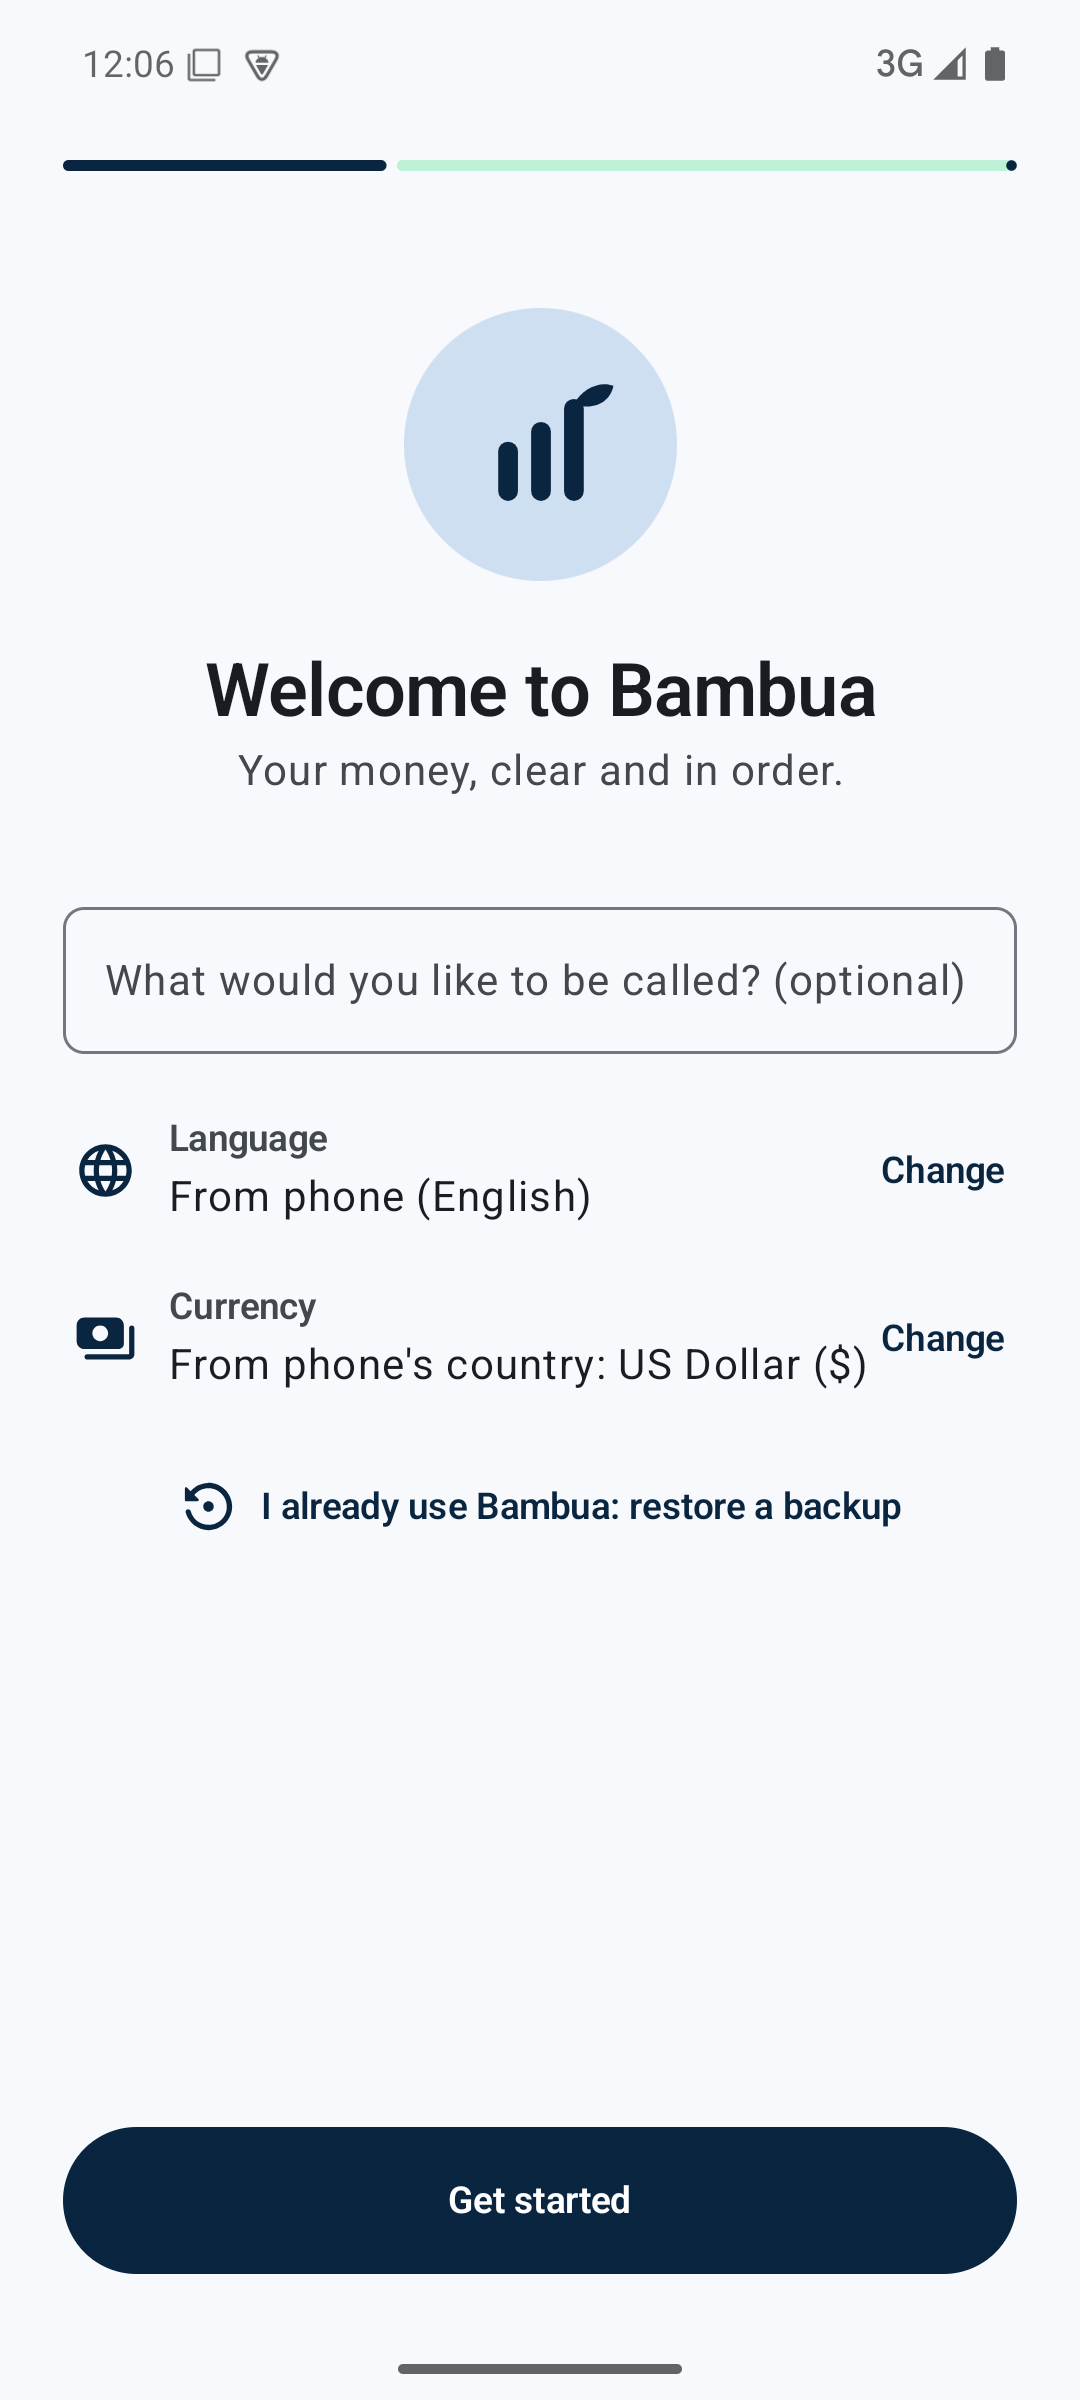 12:06
3G
Welcome to Bambua
Your money, clear and in order.
What would you like to be called? (optional)
Language
From phone (English)
Change
Currency
From phone's country: US Dollar ($)
Change
I already use Bambua: restore a backup
Get started